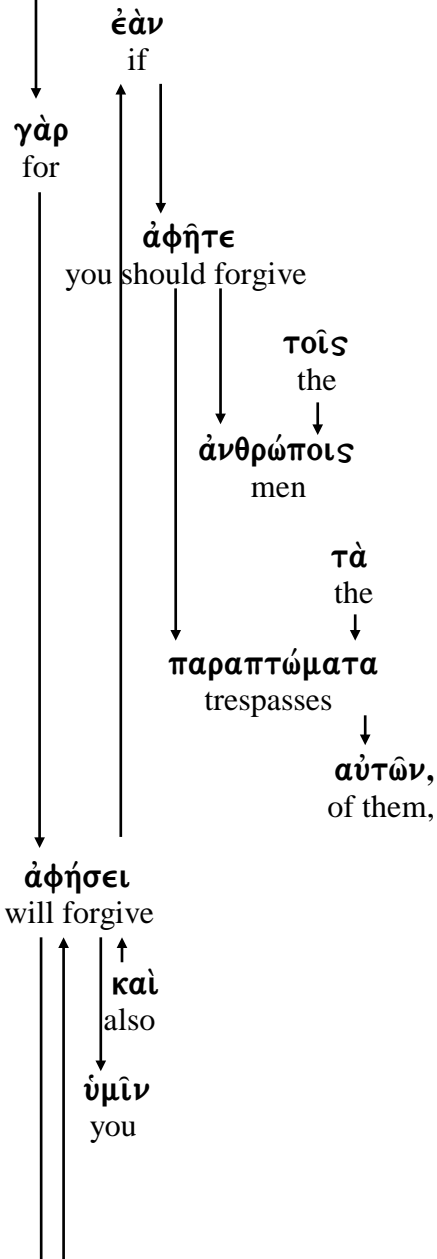 ἐὰν
if
γὰρ
for
ἀφῆτε
you should forgive
τοῖς
the
ἀνθρώποις
men
τὰ
the
παραπτώματα
trespasses
αὐτῶν,
of them,
ἀφήσει
will forgive
καὶ
also
ὑμῖν
you